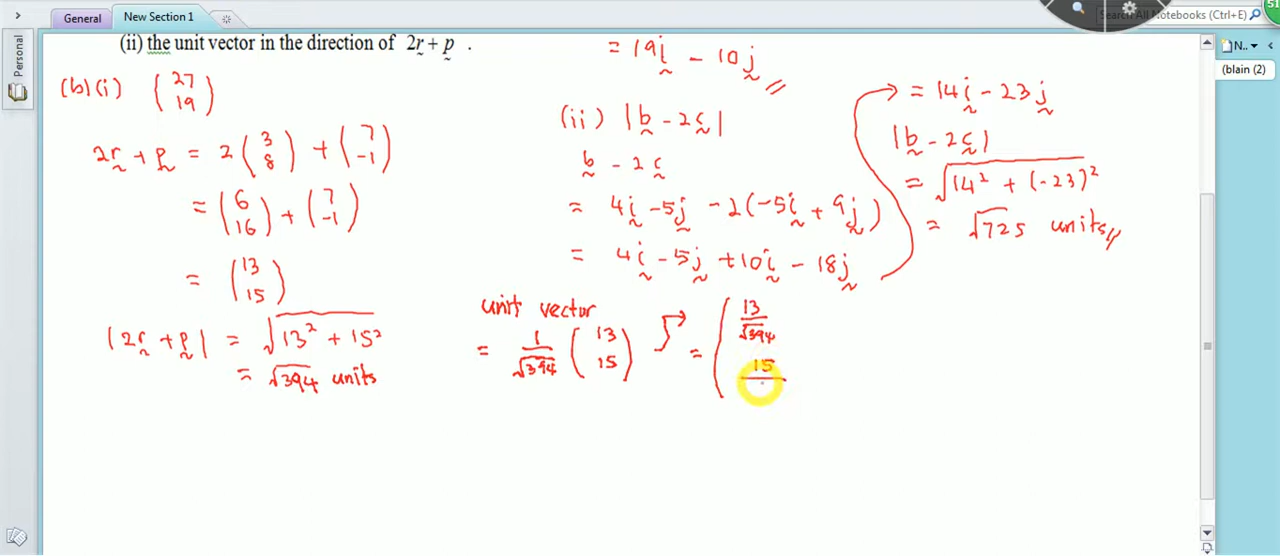 51
General
New Section 1
Search All Notebooks (Ctrl+E)
Personal
N..
(blain (2)
(ii) the unit vector in the direction of 2r + p .
(b)(i) (27 19)
2r + p = 2(3 8) + (7 -1)
= (6 16) + (7 -1)
= (13 15)
|2r + p| = √13² + 15²
= √394 units
= 19i - 10j //
(ii) |b - 2c|
b - 2c
= 4i - 5j - 2(-5i + 9j)
= 4i - 5j + 10i - 18j
= 14i - 23j
|b - 2c|
= √14² + (-23)²
= √725 units //
unit vector
= 1/√394 (13 15)
= (13/√394 15/